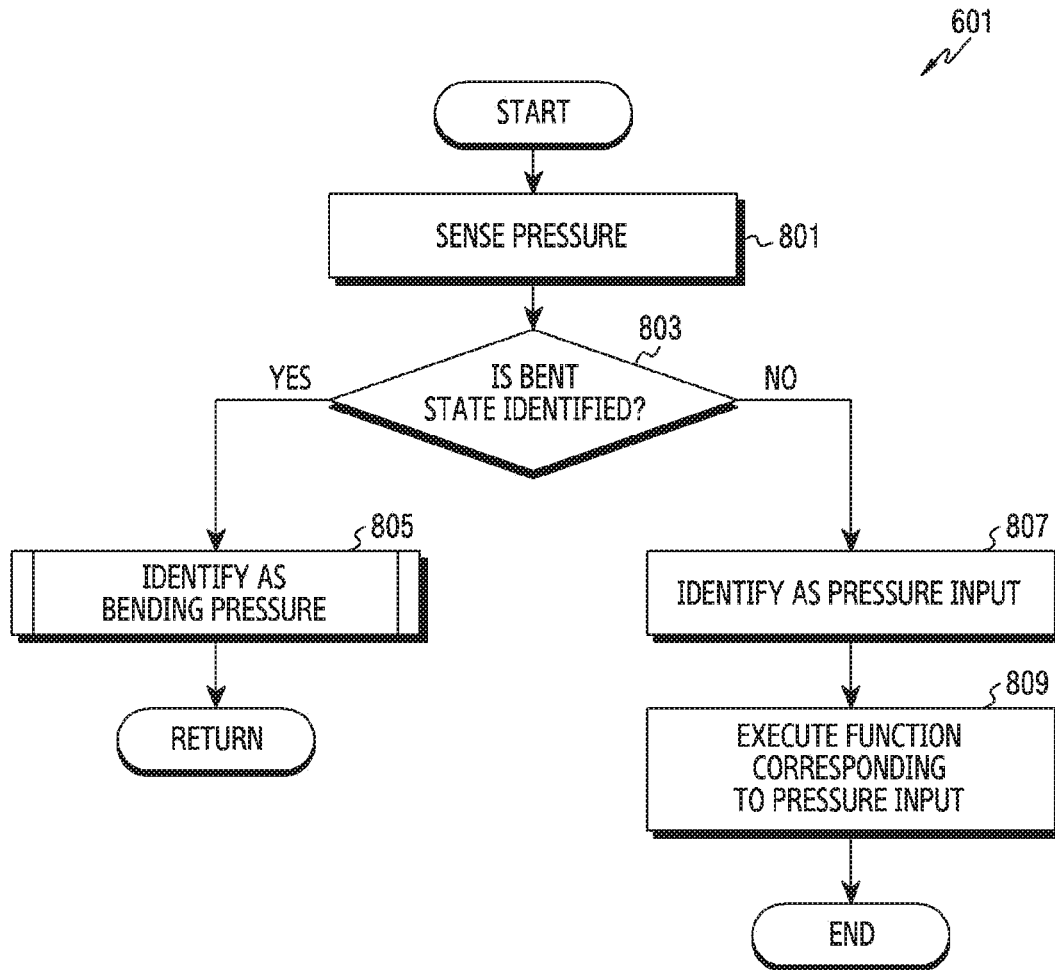 601
START
SENSE PRESSURE
801
803
YES
IS BENT
STATE IDENTIFIED?
NO
805
IDENTIFY AS
BENDING PRESSURE
807
IDENTIFY AS PRESSURE INPUT
RETURN
809
EXECUTE FUNCTION
CORRESPONDING
TO PRESSURE INPUT
END